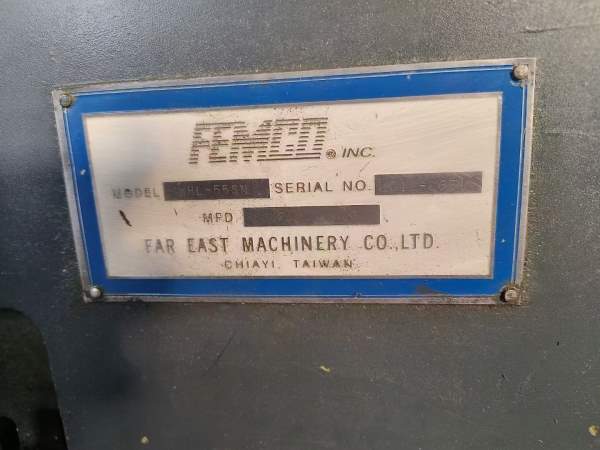 FEMCO ® INC.
MODEL SERIAL NO.
MFD
FAR EAST MACHINERY CO.,LTD.
CHIAYI, TAIWAN